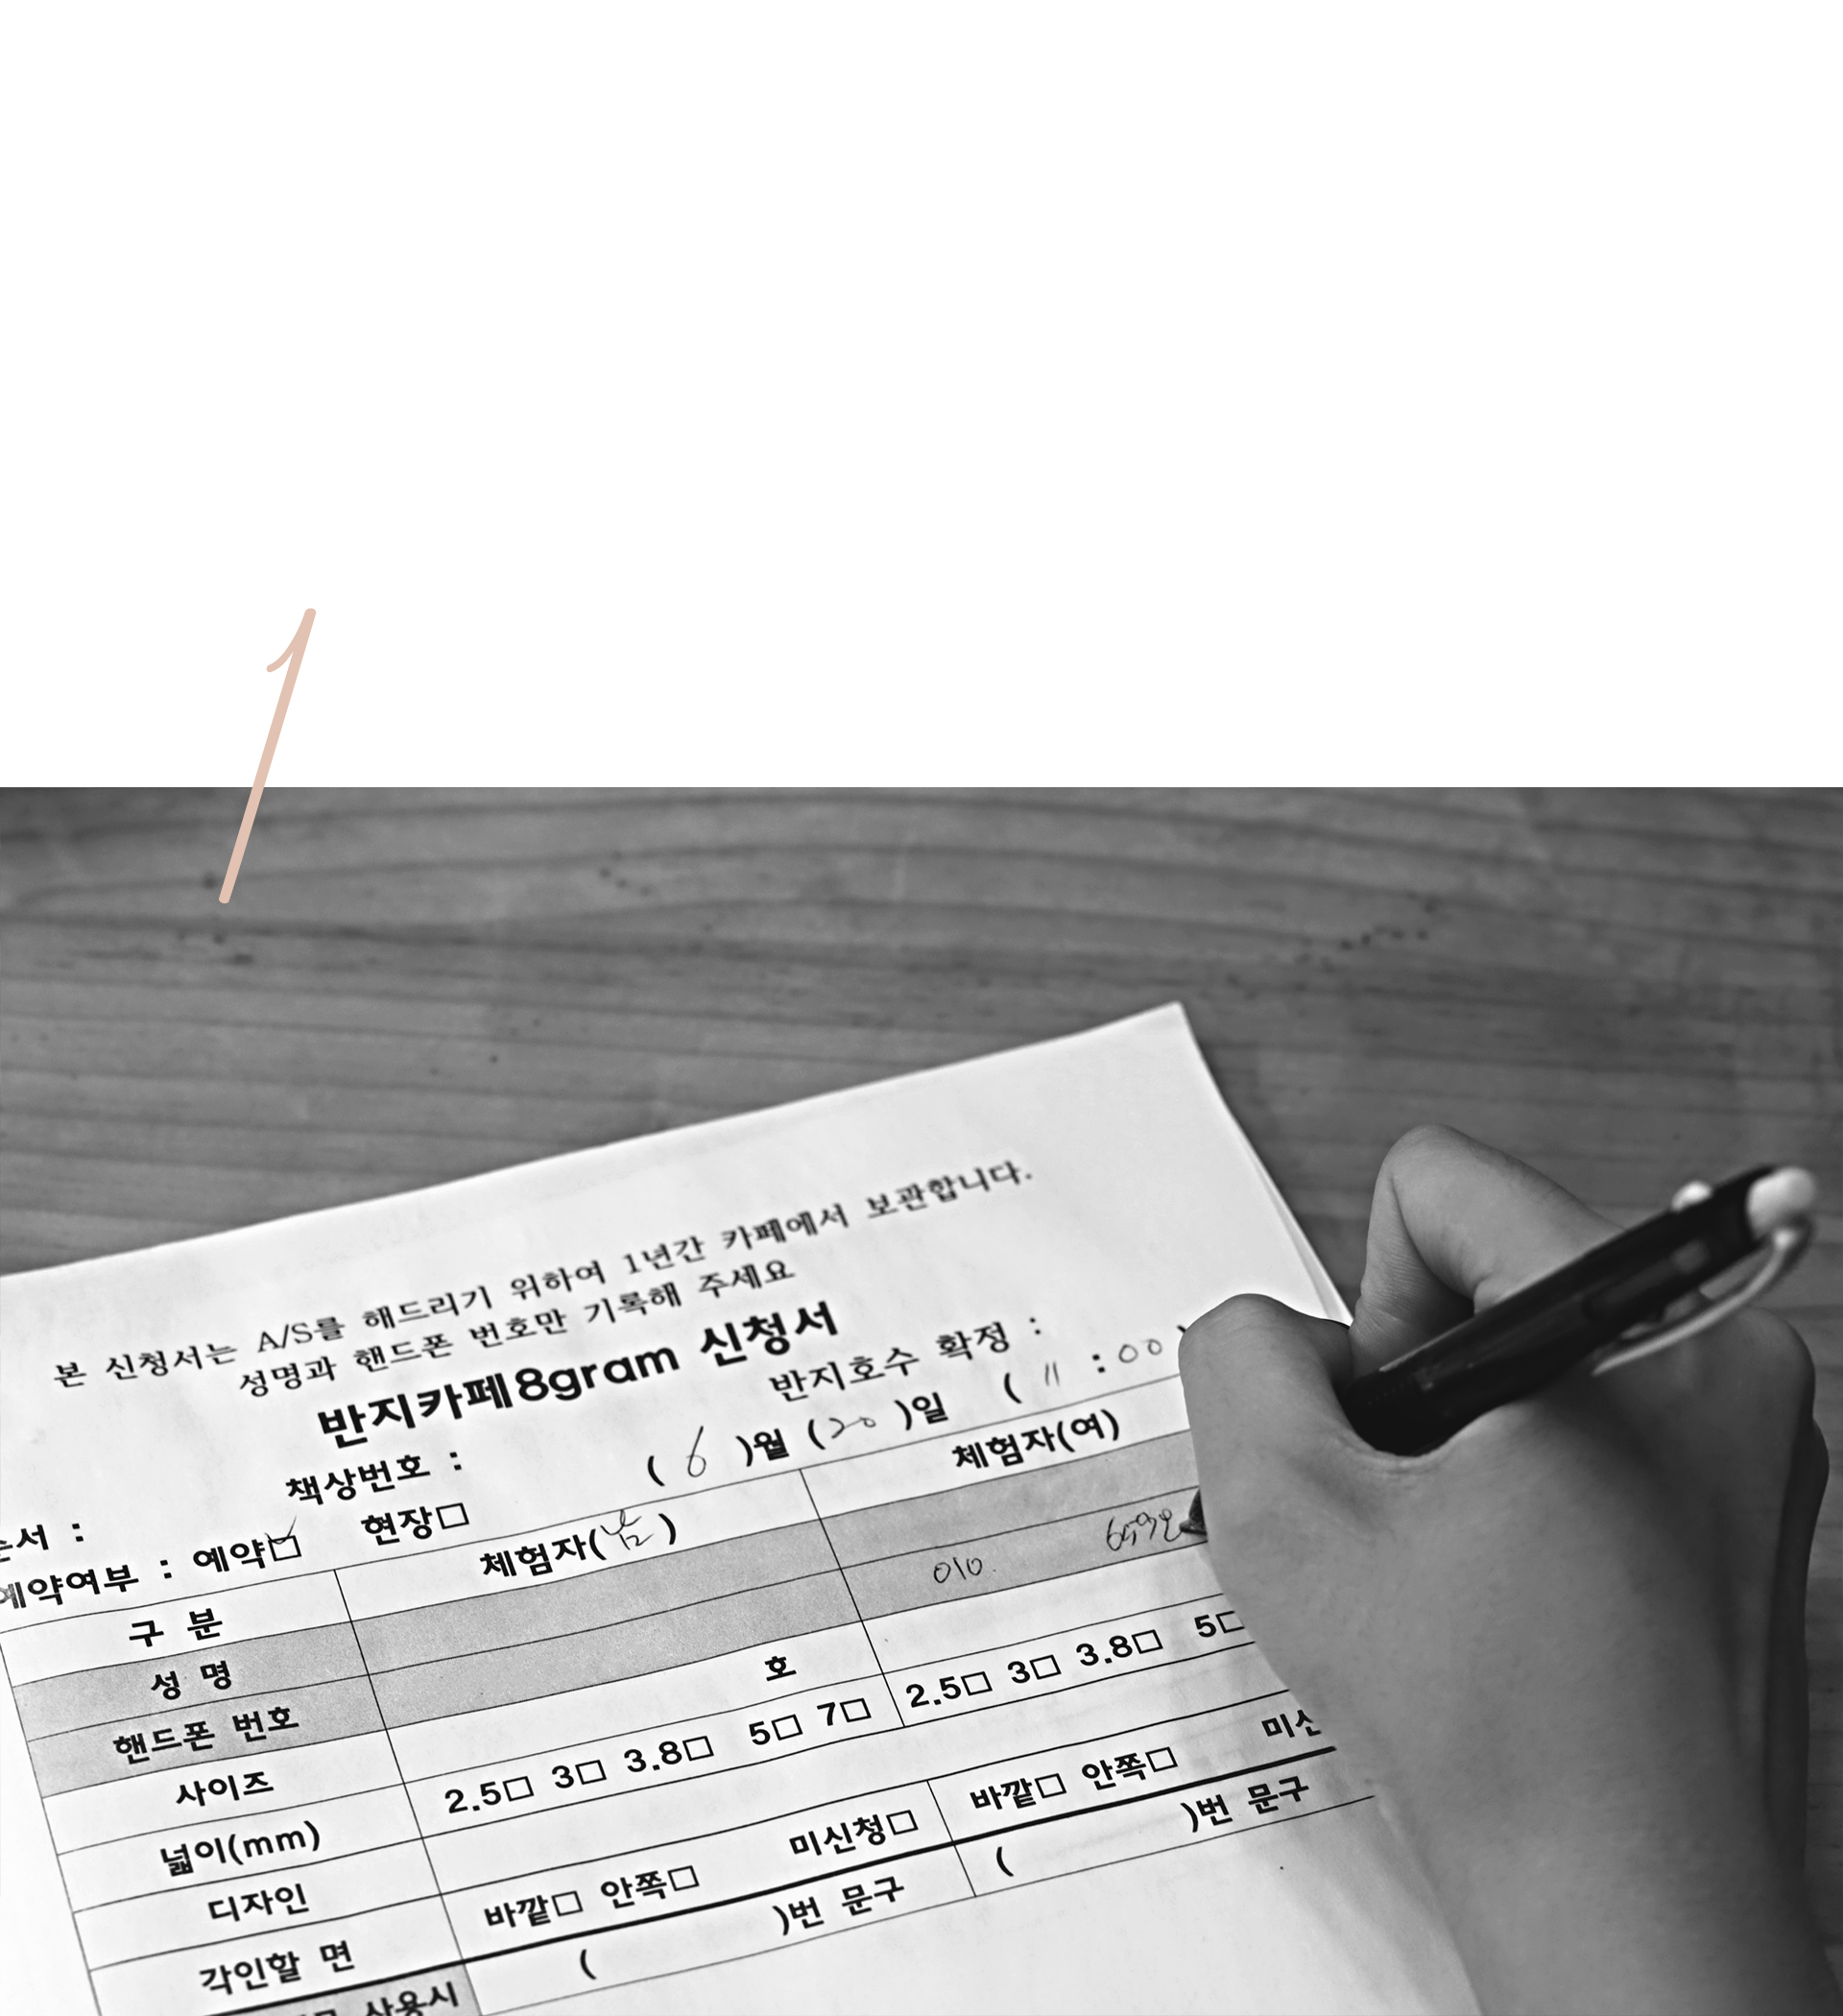 1
본 신청서는 A/S를 해드리기 위하여 1년간 카페에서 보관합니다.
성명과 핸드폰 번호만 기록해 주세요
반지카페8gram 신청서
책상번호 : 반지호수 확정 :
서 : ( 6 )월 ( 20 )일 ( 11 : 00 )
예약여부 : 예약□ 현장□
구 분 체험자( ) 체험자(여)
성 명
핸드폰 번호 010
사이즈 호
넓이(mm) 2.5□ 3□ 3.8□ 5□ 7□ 2.5□ 3□ 3.8□ 5□
디자인
각인할 면 바깥□ 안쪽□ 미신청□ 바깥□ 안쪽□ 미신
사용시 ( )번 문구 ( )번 문구